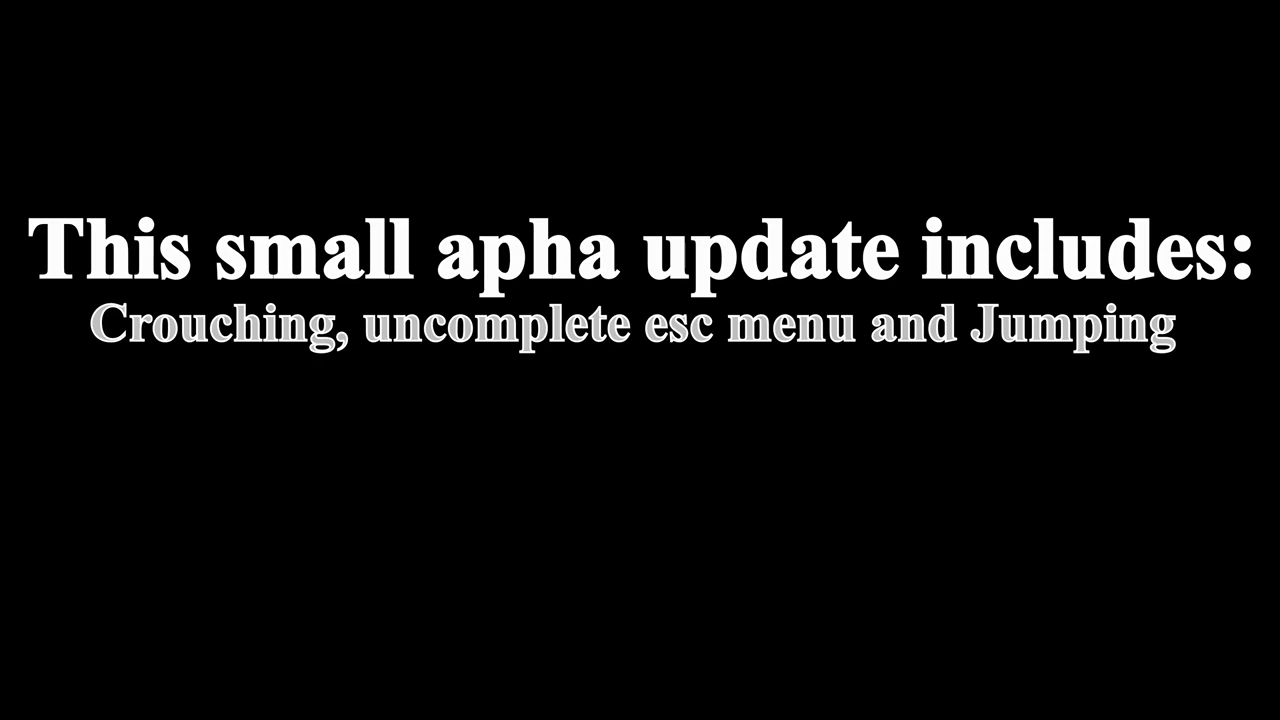 This small apha update includes:
Crouching, uncomplete esc menu and Jumping